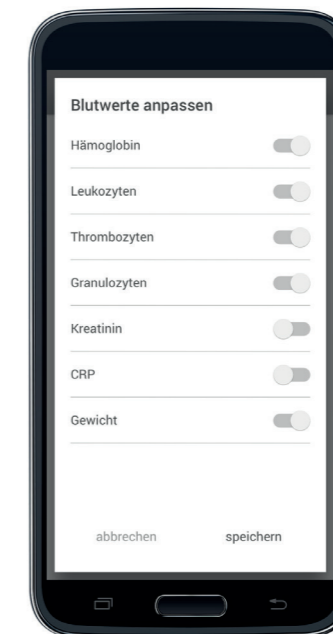 Blutwerte anpassen
Hämoglobin
Leukozyten
Thrombozyten
Granulozyten
Kreatinin
CRP
Gewicht
abbrechen speichern